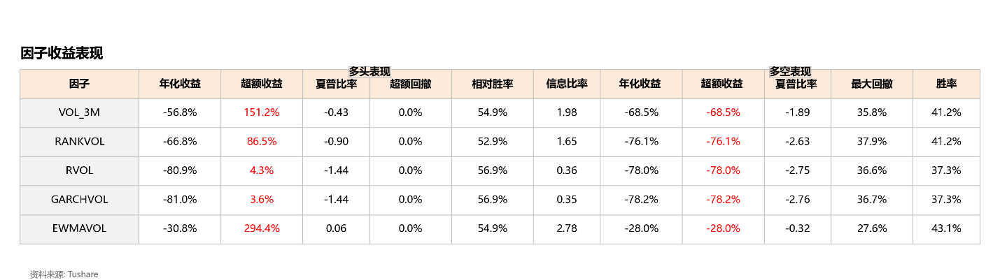 因子收益表现
多头表现 多空表现
因子 年化收益 超额收益 夏普比率 超额回撤 相对胜率 信息比率 年化收益 超额收益 夏普比率 最大回撤 胜率
VOL_3M -56.8% 151.2% -0.43 0.0% 54.9% 1.98 -68.5% -68.5% -1.89 35.8% 41.2%
RANKVOL -66.8% 86.5% -0.90 0.0% 52.9% 1.65 -76.1% -76.1% -2.63 37.9% 41.2%
RVOL -80.9% 4.3% -1.44 0.0% 56.9% 0.36 -78.0% -78.0% -2.75 36.6% 37.3%
GARCHVOL -81.0% 3.6% -1.44 0.0% 56.9% 0.35 -78.2% -78.2% -2.76 36.7% 37.3%
EWMAVOL -30.8% 294.4% 0.06 0.0% 54.9% 2.78 -28.0% -28.0% -0.32 27.6% 43.1%
资料来源: Tushare